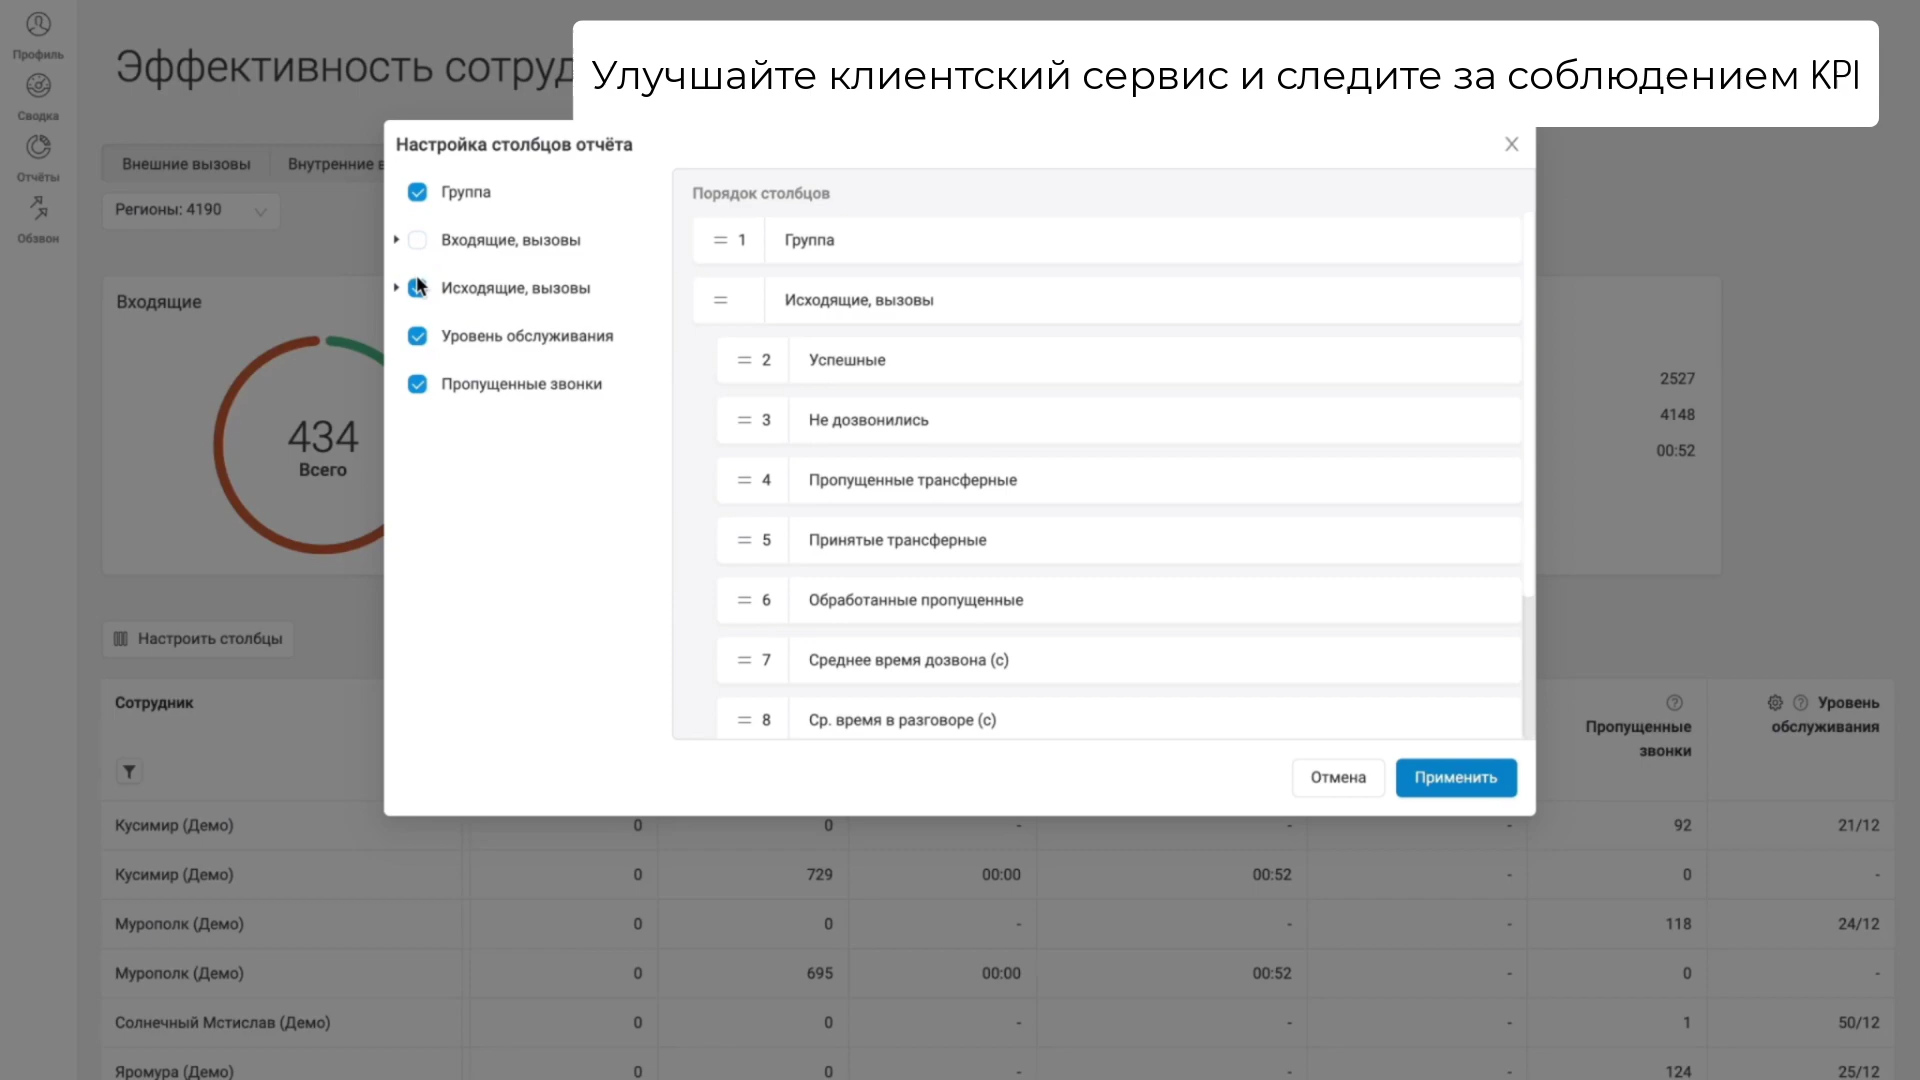 Профиль
Сводка
Отчёты
Обзвон
Эффективность сотруд
Улучшайте клиентский сервис и следите за соблюдением KPI
Внешние вызовы
Внутренние в
Регионы: 4190
Входящие
434
Всего
2527
4148
00:52
Настроить столбцы
Настройка столбцов отчёта
Группа
Входящие, вызовы
Исходящие, вызовы
Уровень обслуживания
Пропущенные звонки
Порядок столбцов
1 Группа
Исходящие, вызовы
2 Успешные
3 Не дозвонились
4 Пропущенные трансферные
5 Принятые трансферные
6 Обработанные пропущенные
7 Среднее время дозвона (с)
8 Ср. время в разговоре (с)
Отмена
Применить
Сотрудник
Пропущенные
звонки
Уровень
обслуживания
Кусимир (Демо) 0 0 - - - 92 21/12
Кусимир (Демо) 0 729 00:00 00:52 - 0 -
Мурополк (Демо) 0 0 - - - 118 24/12
Мурополк (Демо) 0 695 00:00 00:52 - 0 -
Солнечный Мстислав (Демо) 0 0 - - - 1 50/12
Яромура (Демо) 0 0 - - - 124 25/12